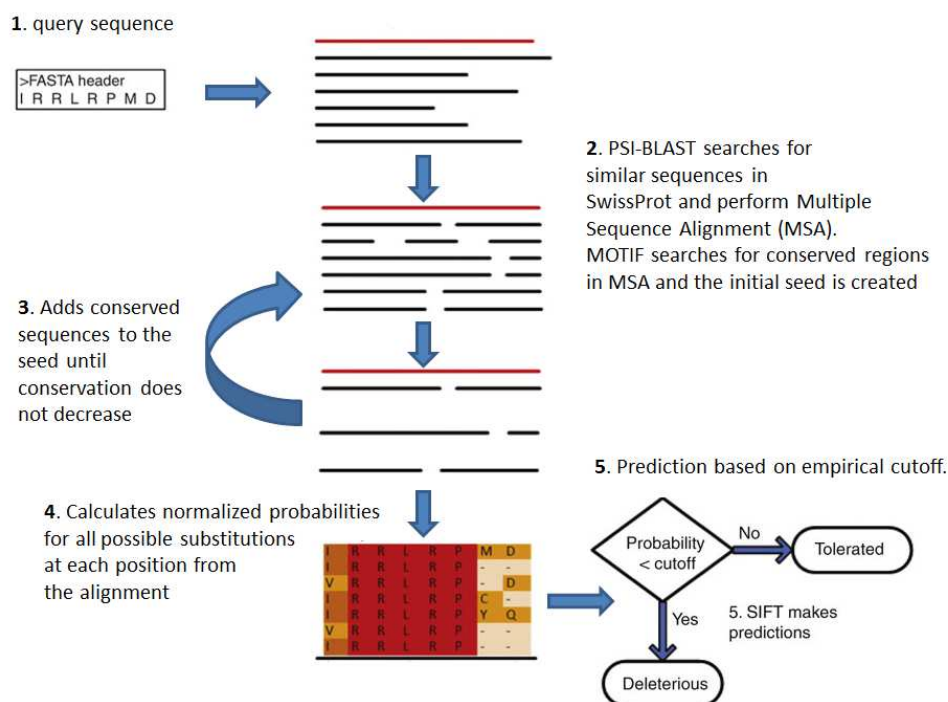 1. query sequence
>FASTA header
I R R L R P M D
2. PSI-BLAST searches for
similar sequences in
SwissProt and perform Multiple
Sequence Alignment (MSA).
MOTIF searches for conserved regions
in MSA and the initial seed is created
3. Adds conserved
sequences to the
seed until
conservation does
not decrease
4. Calculates normalized probabilities
for all possible substitutions
at each position from
the alignment
I R R L R P M D
I R R L R P - -
V R R L R P - D
I R R L R P C -
I R R L R P Y Q
V R R L R P - -
I R R L R P - -
5. Prediction based on empirical cutoff.
Probability
< cutoff
No
Tolerated
Yes
5. SIFT makes
predictions
Deleterious